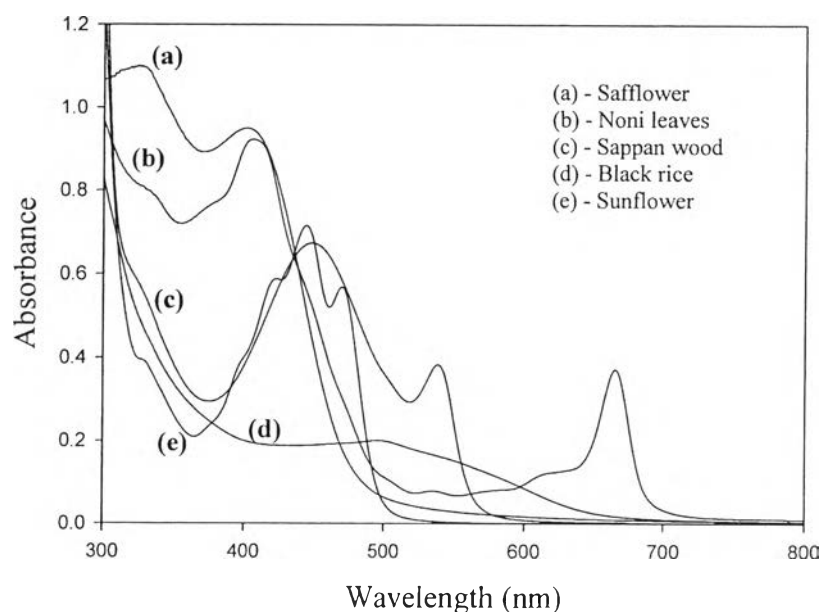 1.2
1.0
0.8
0.6
0.4
0.2
0.0
Absorbance
(a)
(b)
(c)
(d)
(e)
(a) - Safflower
(b) - Noni leaves
(c) - Sappan wood
(d) - Black rice
(e) - Sunflower
300 400 500 600 700 800
Wavelength (nm)